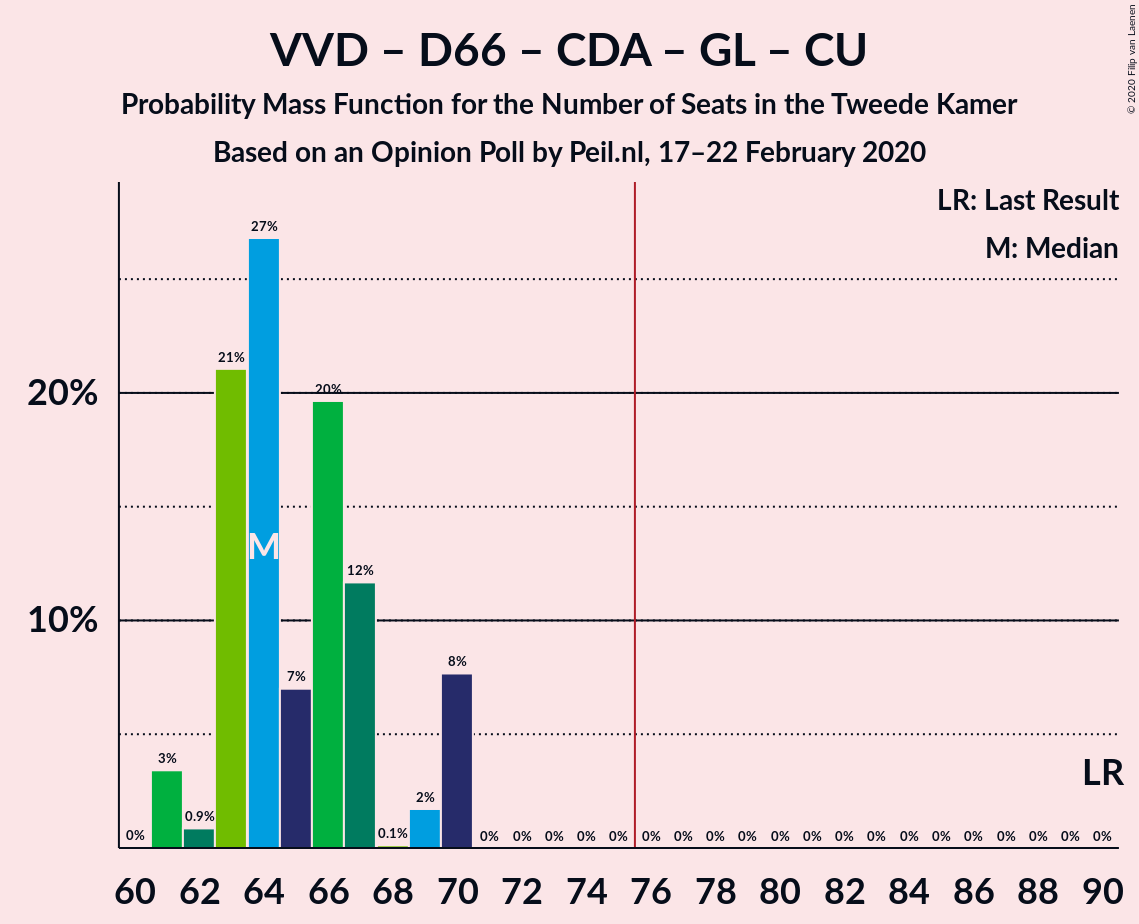 VVD – D66 – CDA – GL – CU
Probability Mass Function for the Number of Seats in the Tweede Kamer
Based on an Opinion Poll by Peil.nl, 17–22 February 2020
© 2020 Filip van Laenen
LR: Last Result
M: Median
20%
10%
0% 3% 0.9% 21% 27% 7% 20% 12% 0.1% 2% 8% 0% 0% 0% 0% 0% 0% 0% 0% 0% 0% 0% 0% 0% 0% 0% 0% 0% 0% 0% 0%
M
LR
60 62 64 66 68 70 72 74 76 78 80 82 84 86 88 90